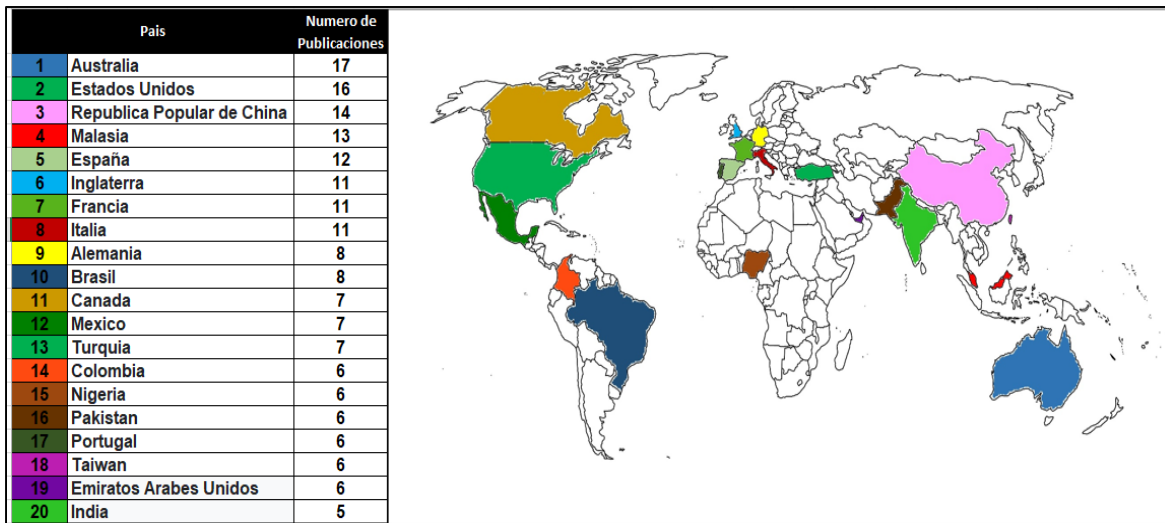 Pais Numero de
Publicaciones
1 Australia 17
2 Estados Unidos 16
3 Republica Popular de China 14
4 Malasia 13
5 España 12
6 Inglaterra 11
7 Francia 11
8 Italia 11
9 Alemania 8
10 Brasil 8
11 Canada 7
12 Mexico 7
13 Turquia 7
14 Colombia 6
15 Nigeria 6
16 Pakistan 6
17 Portugal 6
18 Taiwan 6
19 Emiratos Arabes Unidos 6
20 India 5